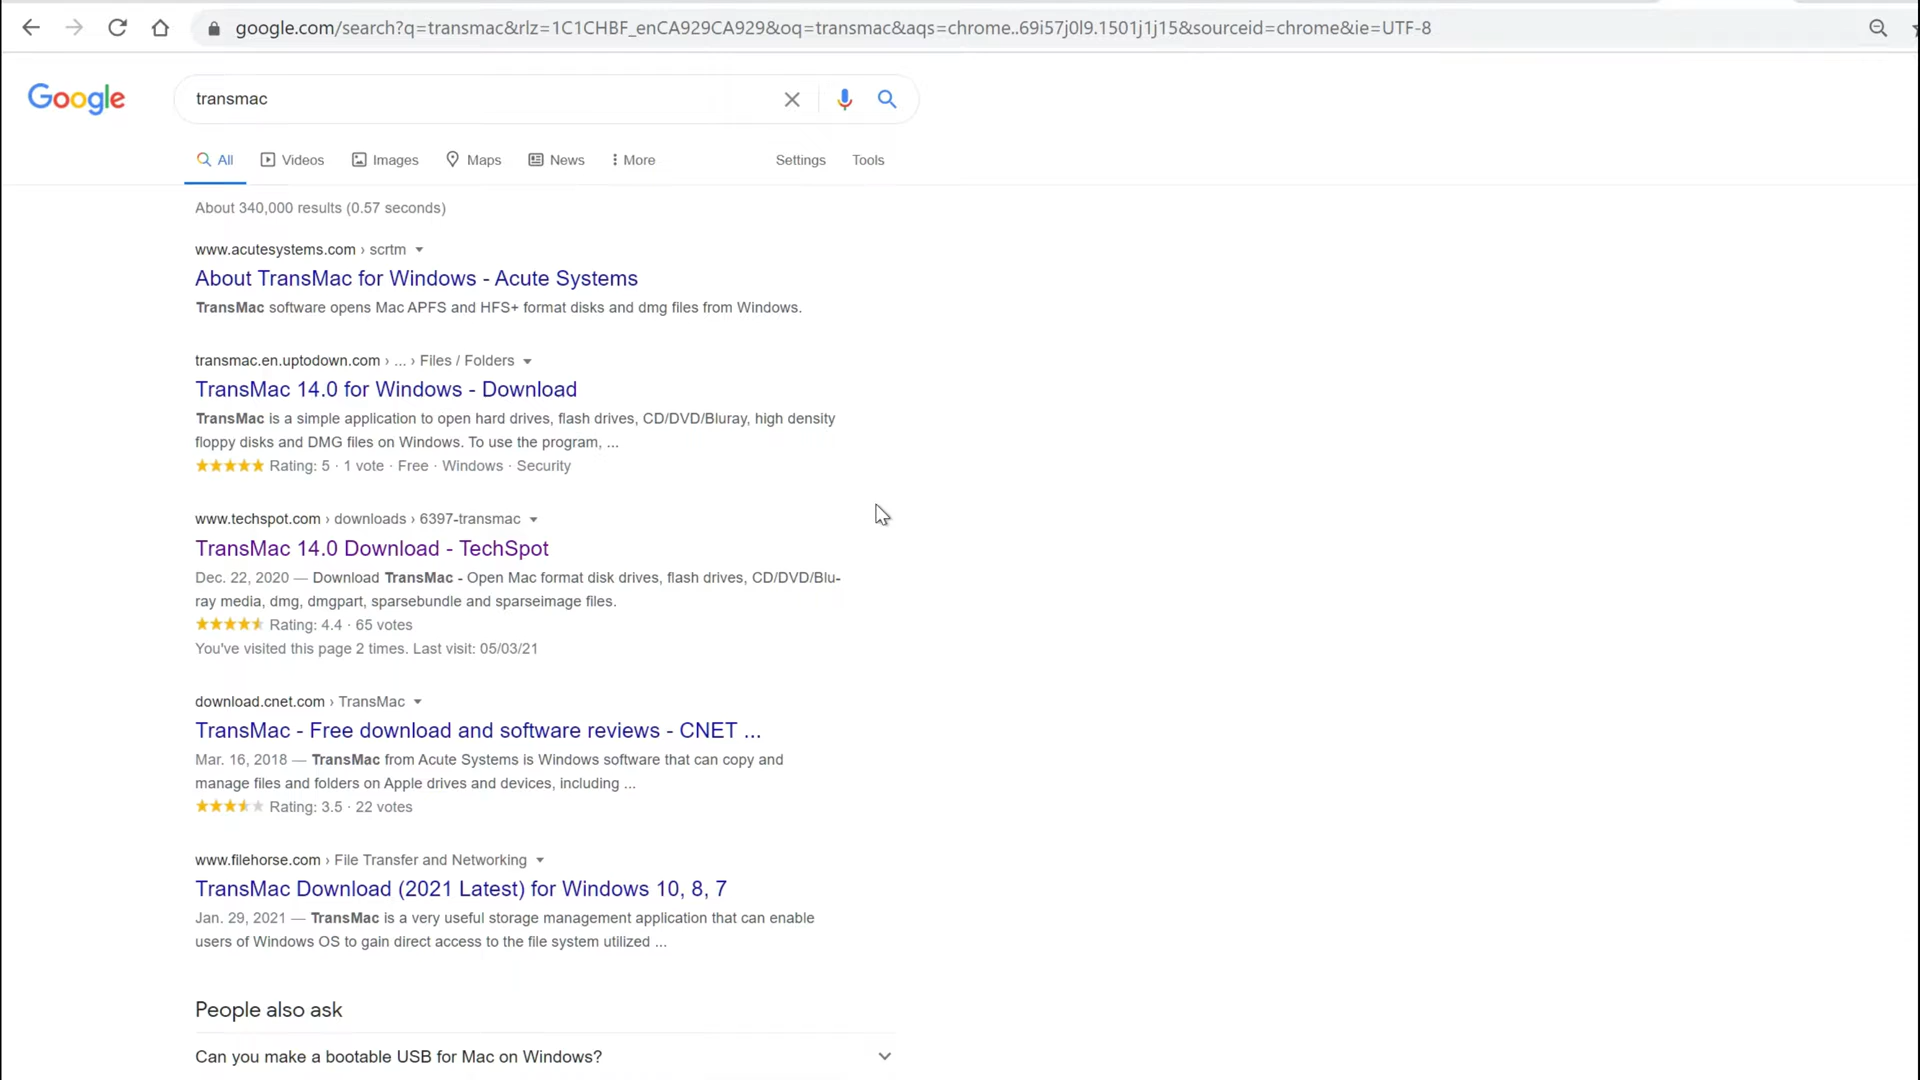 google.com/search?q=transmac&rlz=1C1CHBF_enCA929CA929&oq=transmac&aqs=chrome..69i57j0l9.1501j1j15&sourceid=chrome&ie=UTF-8
Google
transmac
All Videos Images Maps News More Settings Tools
About 340,000 results (0.57 seconds)
www.acutesystems.com › scrtm
About TransMac for Windows - Acute Systems
TransMac software opens Mac APFS and HFS+ format disks and dmg files from Windows.
transmac.en.uptodown.com › ... › Files / Folders
TransMac 14.0 for Windows - Download
TransMac is a simple application to open hard drives, flash drives, CD/DVD/Bluray, high density
floppy disks and DMG files on Windows. To use the program, ...
Rating: 5 · 1 vote · Free · Windows · Security
www.techspot.com › downloads › 6397-transmac
TransMac 14.0 Download - TechSpot
Dec. 22, 2020 — Download TransMac - Open Mac format disk drives, flash drives, CD/DVD/Blu-
ray media, dmg, dmgpart, sparsebundle and sparseimage files.
Rating: 4.4 · 65 votes
You've visited this page 2 times. Last visit: 05/03/21
download.cnet.com › TransMac
TransMac - Free download and software reviews - CNET ...
Mar. 16, 2018 — TransMac from Acute Systems is Windows software that can copy and
manage files and folders on Apple drives and devices, including ...
Rating: 3.5 · 22 votes
www.filehorse.com › File Transfer and Networking
TransMac Download (2021 Latest) for Windows 10, 8, 7
Jan. 29, 2021 — TransMac is a very useful storage management application that can enable
users of Windows OS to gain direct access to the file system utilized ...
People also ask
Can you make a bootable USB for Mac on Windows?